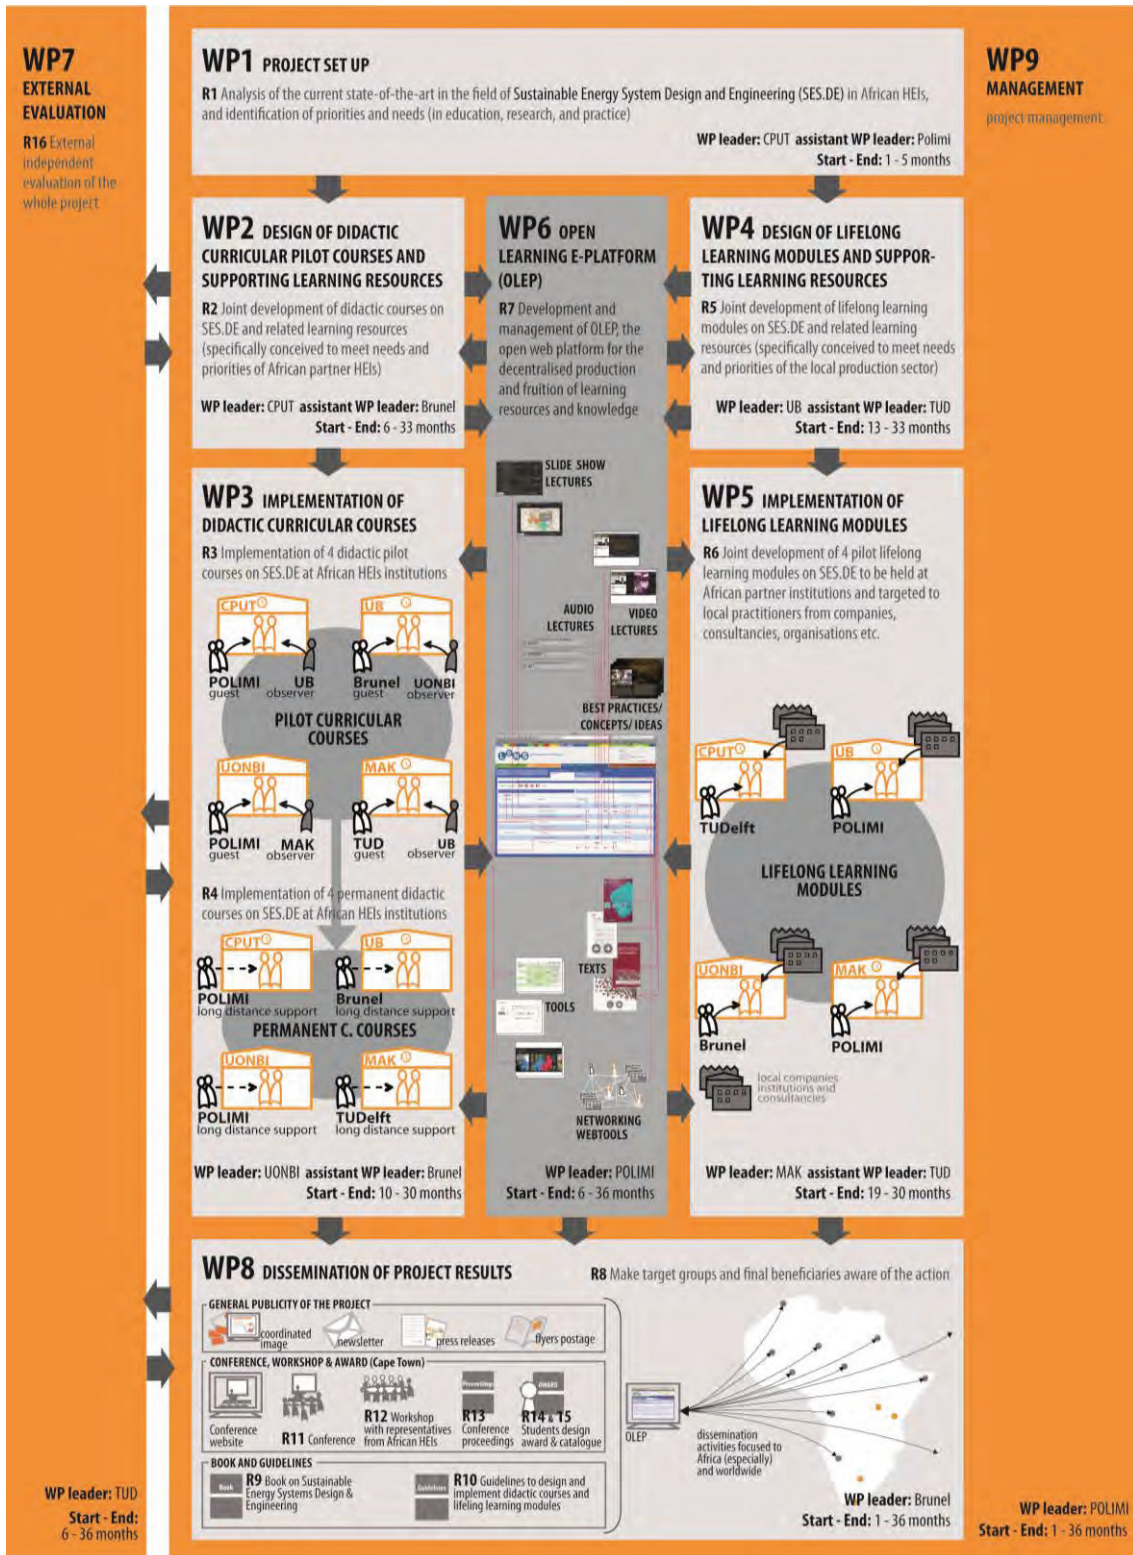 WP7
EXTERNAL
EVALUATION
R16 External
independent
evaluation of the
whole project
WP leader: TUD
Start - End:
6 - 36 months
WP1 PROJECT SET UP
R1 Analysis of the current state-of-the-art in the field of Sustainable Energy System Design and Engineering (SES.DE) in African HEIs,
and identification of priorities and needs (in education, research, and practice)
WP leader: CPUT assistant WP leader: Polimi
Start - End: 1 - 5 months
WP9
MANAGEMENT
project management
WP2 DESIGN OF DIDACTIC
CURRICULAR PILOT COURSES AND
SUPPORTING LEARNING RESOURCES
R2 Joint development of didactic courses on
SES.DE and related learning resources
(specifically conceived to meet needs and
priorities of African partner HEIs)
WP leader: CPUT assistant WP leader: Brunel
Start - End: 6 - 33 months
WP6 OPEN
LEARNING E-PLATFORM
(OLEP)
R7 Development and
management of OLEP, the
open web platform for the
decentralised production
and fruition of learning
resources and knowledge
WP4 DESIGN OF LIFELONG
LEARNING MODULES AND SUPPOR-
TING LEARNING RESOURCES
R5 Joint development of lifelong learning
modules on SES.DE and related learning
resources (specifically conceived to meet needs
and priorities of the local production sector)
WP leader: UB assistant WP leader: TUD
Start - End: 13 - 33 months
WP3 IMPLEMENTATION OF
DIDACTIC CURRICULAR COURSES
R3 Implementation of 4 didactic pilot
courses on SES.DE at African HEIs institutions
CPUT
UB
POLIMI
guest
UB
observer
Brunel
guest
UONBI
observer
PILOT CURRICULAR
COURSES
UONBI
MAK
POLIMI
guest
MAK
observer
TUD
guest
UB
observer
R4 Implementation of 4 permanent didactic
courses on SES.DE at African HEIs institutions
CPUT
UB
POLIMI
long distance support
Brunel
long distance support
PERMANENT C. COURSES
UONBI
MAK
POLIMI
long distance support
TUDelft
long distance support
WP leader: UONBI assistant WP leader: Brunel
Start - End: 10 - 30 months
SLIDE SHOW
LECTURES
AUDIO
LECTURES
VIDEO
LECTURES
BEST PRACTICES/
CONCEPTS/ IDEAS
TEXTS
TOOLS
NETWORKING
WEBTOOLS
WP leader: POLIMI
Start - End: 6 - 36 months
WP5 IMPLEMENTATION OF
LIFELONG LEARNING MODULES
R6 Joint development of 4 pilot lifelong
learning modules on SES.DE to be held at
African partner institutions and targeted to
local practitioners from companies,
consultancies, organisations etc.
CPUT
UB
TUDelft
POLIMI
LIFELONG LEARNING
MODULES
UONBI
MAK
Brunel
POLIMI
local companies
institutions and
consultancies
WP leader: MAK assistant WP leader: TUD
Start - End: 19 - 30 months
WP8 DISSEMINATION OF PROJECT RESULTS
R8 Make target groups and final beneficiaries aware of the action
GENERAL PUBLICITY OF THE PROJECT
coordinated
image
newsletter
press releases
flyers postage
CONFERENCE, WORKSHOP & AWARD (Cape Town)
Conference
website
R11 Conference
R12 Workshop
with representatives
from African HEIs
Proceedings
R13
Conference
proceedings
AWARD
R14 & 15
Students design
award & catalogue
BOOK AND GUIDELINES
Book
R9 Book on Sustainable
Energy Systems Design &
Engineering
Guidelines
R10 Guidelines to design and
implement didactic courses and
lifeling learning modules
OLEP
dissemination
activities focused to
Africa (especially)
and worldwide
WP leader: Brunel
Start - End: 1 - 36 months
WP leader: POLIMI
Start - End: 1 - 36 months